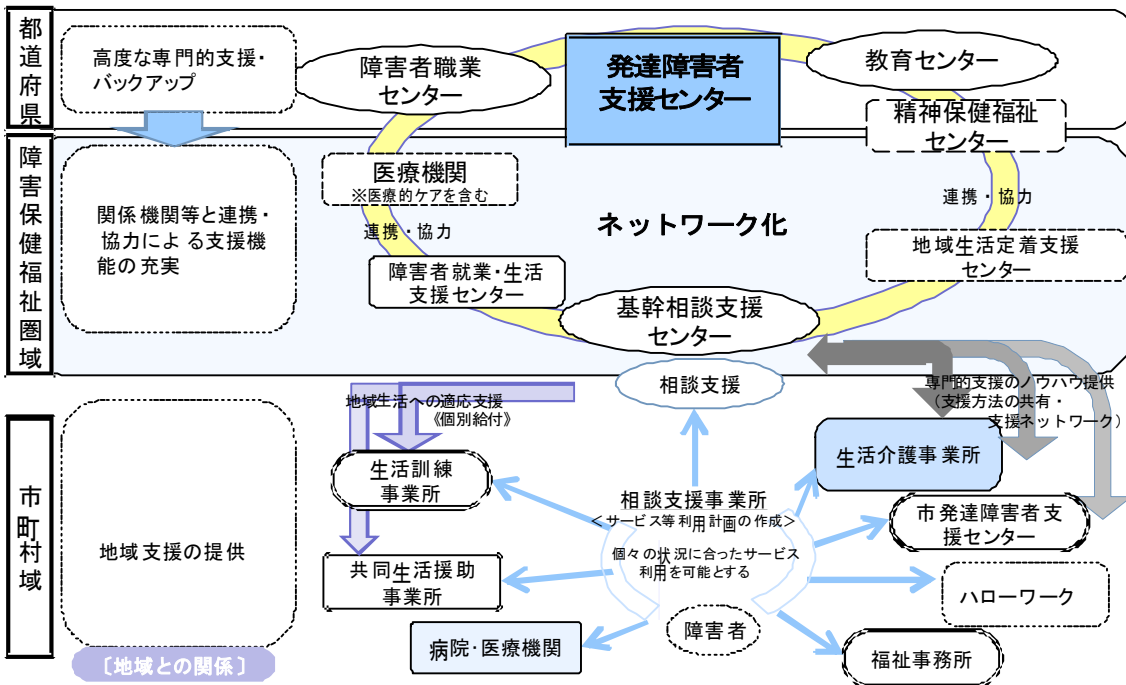 都道府県
高度な専門的支援・
バックアップ
障害者職業
センター
発達障害者
支援センター
教育センター
精神保健福祉
センター
障害保健福祉圏域
関係機関等と連携・
協力による支援機
能の充実
医療機関
※医療的ケアを含む
連携・協力
ネットワーク化
連携・協力
地域生活定着支援
センター
障害者就業・生活
支援センター
基幹相談支援
センター
相談支援
専門的支援のノウハウ提供
（支援方法の共有・
支援ネットワーク）
市町村域
地域支援の提供
〔地域との関係〕
地域生活への適応支援
《個別給付》
生活訓練
事業所
共同生活援助
事業所
病院・医療機関
相談支援事業所
＜サービス等利用計画の作成＞
個々の状況に合ったサービス
利用を可能とする
障害者
生活介護事業所
市発達障害者支
援センター
ハローワーク
福祉事務所